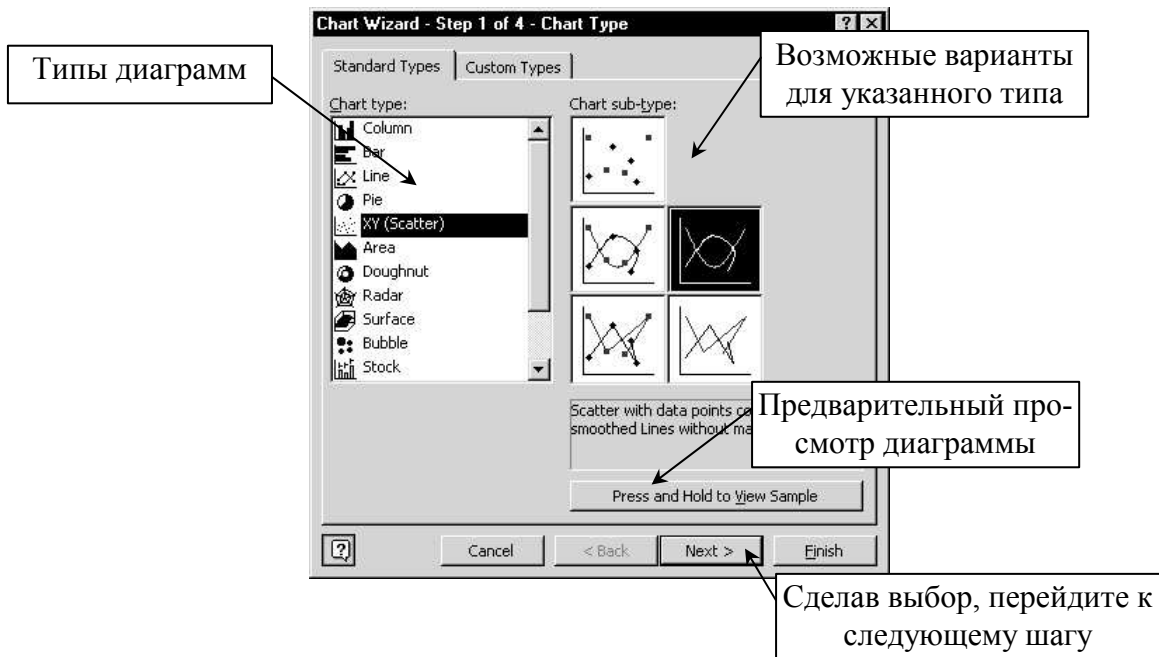 Chart Wizard - Step 1 of 4 - Chart Type
Типы диаграмм
Возможные варианты
для указанного типа
Standard Types
Custom Types
Chart type:
Column
Bar
Line
Pie
XY (Scatter)
Area
Doughnut
Radar
Surface
Bubble
Stock
Chart sub-type:
Scatter with data points
smoothed Lines without
Предварительный про-
смотр диаграммы
Press and Hold to View Sample
Cancel
< Back
Next >
Finish
Сделав выбор, перейдите к
следующему шагу